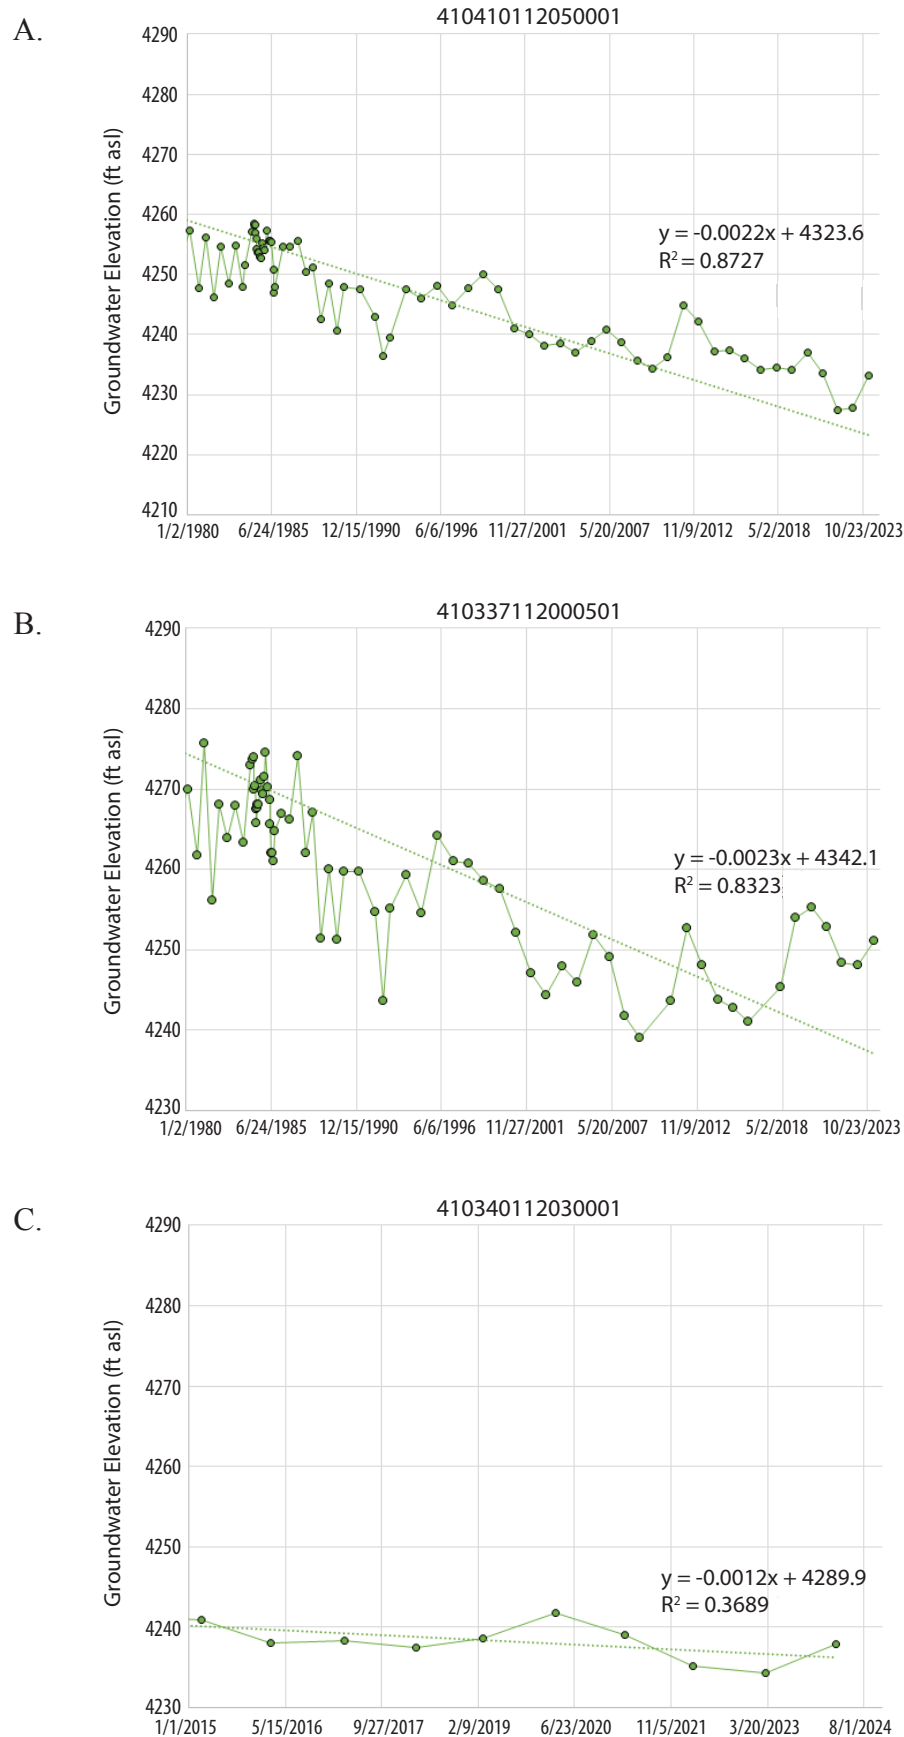 A.
410410112050001
4290
4280
4270
4260
4250
4240
4230
4220
4210
Groundwater Elevation (ft asl)
y = -0.0022x + 4323.6
R² = 0.8727
1/2/1980 6/24/1985 12/15/1990 6/6/1996 11/27/2001 5/20/2007 11/9/2012 5/2/2018 10/23/2023
B.
410337112000501
4290
4280
4270
4260
4250
4240
4230
Groundwater Elevation (ft asl)
y = -0.0023x + 4342.1
R² = 0.8323
1/2/1980 6/24/1985 12/15/1990 6/6/1996 11/27/2001 5/20/2007 11/9/2012 5/2/2018 10/23/2023
C.
410340112030001
4290
4280
4270
4260
4250
4240
4230
Groundwater Elevation (ft asl)
y = -0.0012x + 4289.9
R² = 0.3689
1/1/2015 5/15/2016 9/27/2017 2/9/2019 6/23/2020 11/5/2021 3/20/2023 8/1/2024